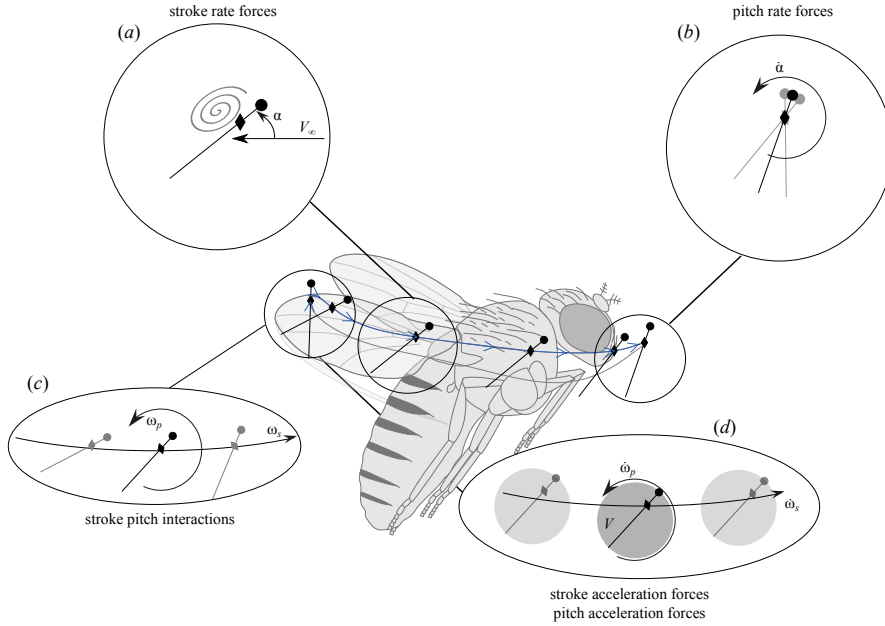 stroke rate forces
(a)
α
V∞
pitch rate forces
(b)
α̇
(c)
ωp
ωs
stroke pitch interactions
(d)
ω̇p
V
ω̇s
stroke acceleration forces
pitch acceleration forces